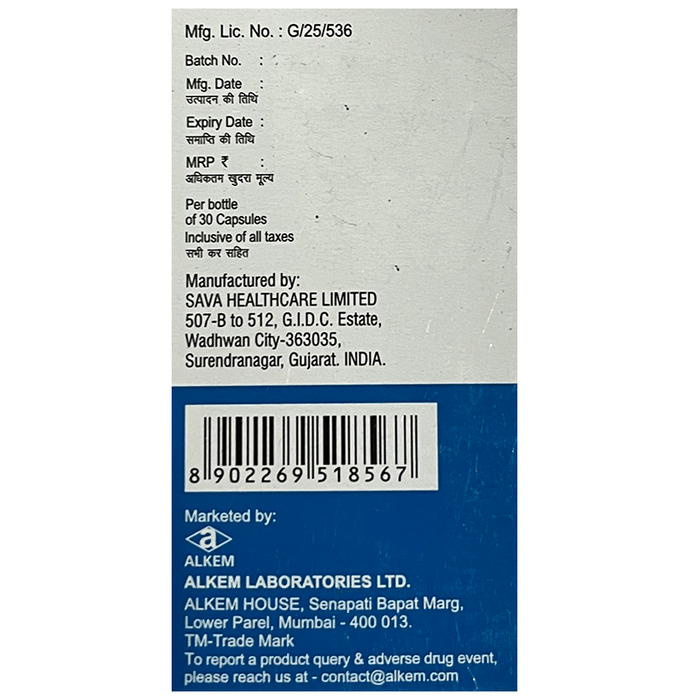 Mfg. Lic. No. : G/25/536
Batch No. :
Mfg. Date :
उत्पादन की तिथि
Expiry Date :
समाप्ति की तिथि
MRP ₹ :
अधिकतम खुदरा मूल्य
Per bottle
of 30 Capsules
Inclusive of all taxes
सभी कर सहित
Manufactured by:
SAVA HEALTHCARE LIMITED
507-B to 512, G.I.D.C. Estate,
Wadhwan City-363035,
Surendranagar, Gujarat. INDIA.
8 902269 518567
Marketed by:
a
ALKEM
ALKEM LABORATORIES LTD.
ALKEM HOUSE, Senapati Bapat Marg,
Lower Parel, Mumbai - 400 013.
TM-Trade Mark
To report a product query & adverse drug event,
please reach us at - contact@alkem.com